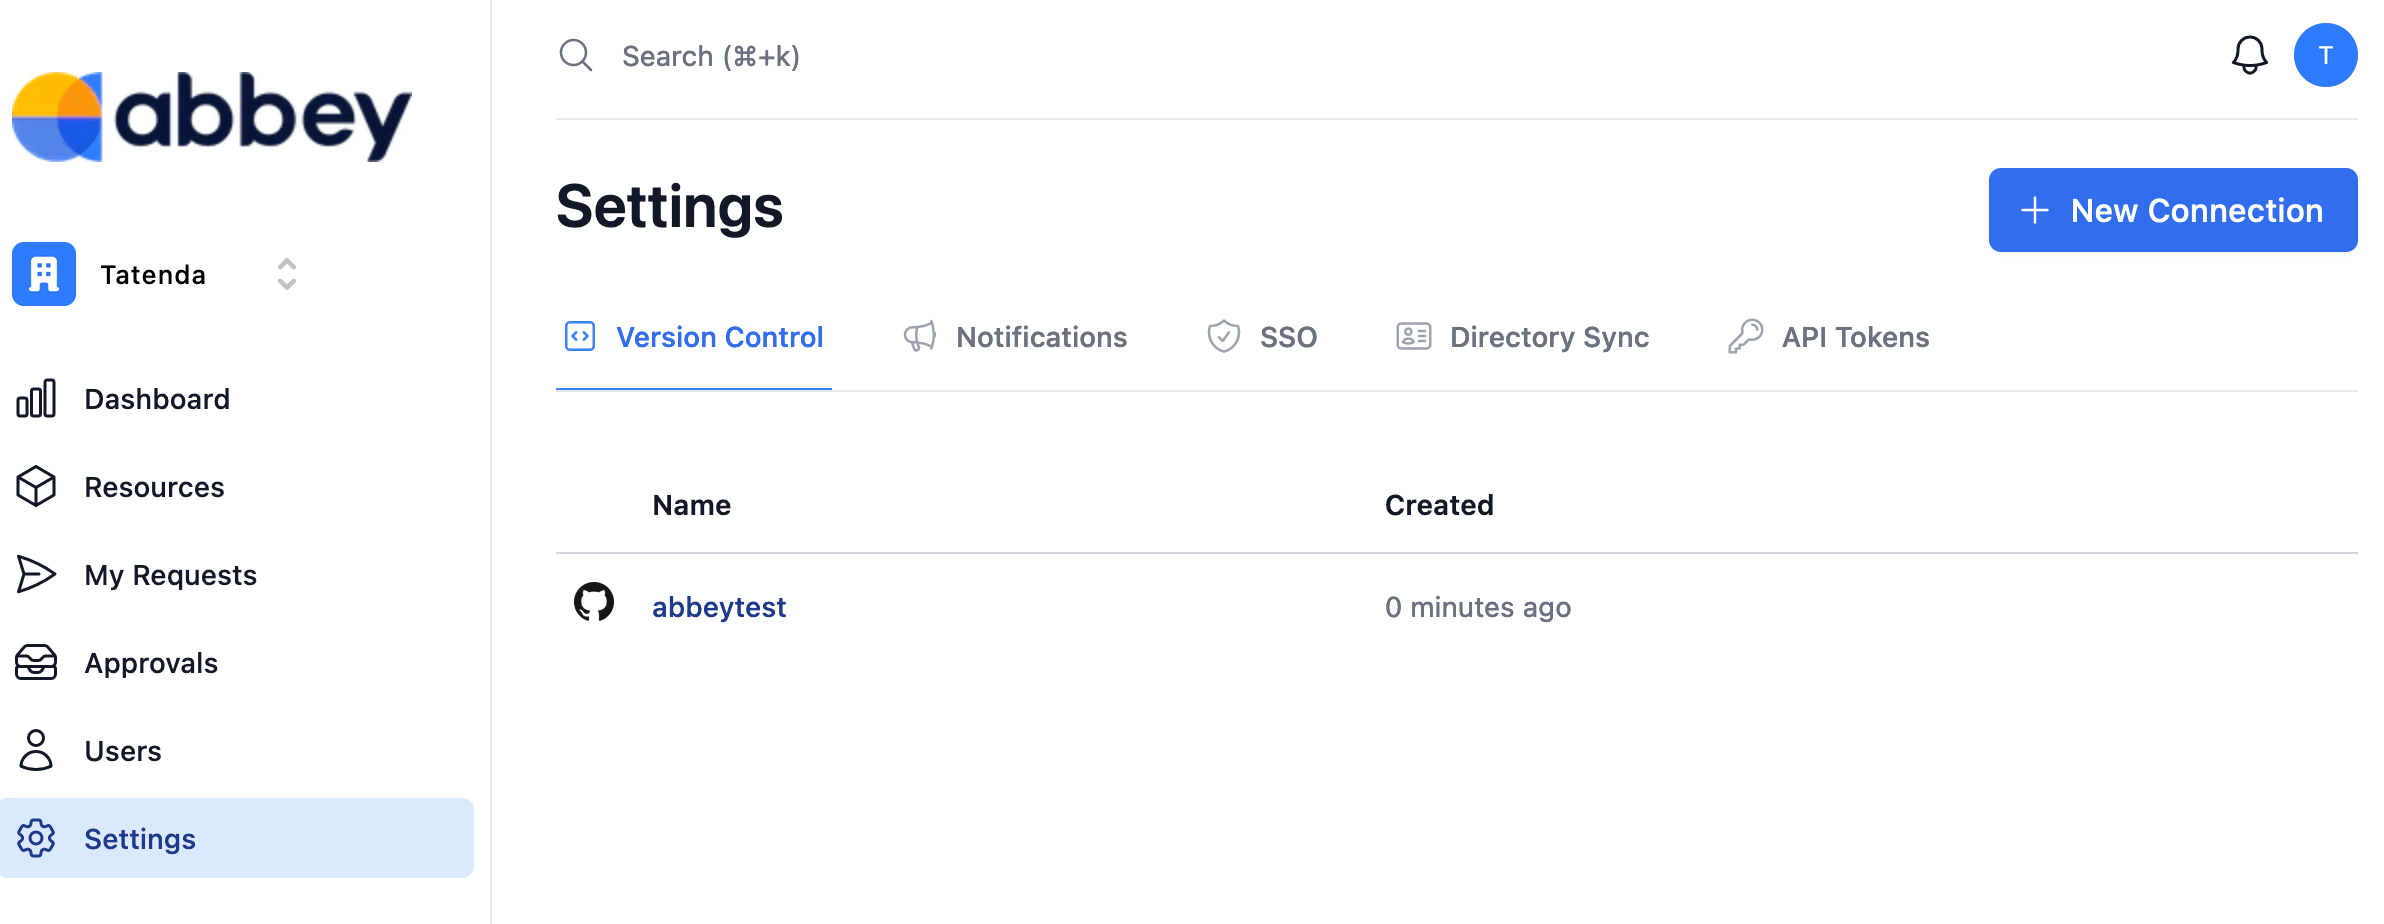 abbey
Tatenda
Dashboard
Resources
My Requests
Approvals
Users
Settings
Search (⌘+k)
T
Settings
New Connection
Version Control
Notifications
SSO
Directory Sync
API Tokens
Name Created
abbeytest 0 minutes ago